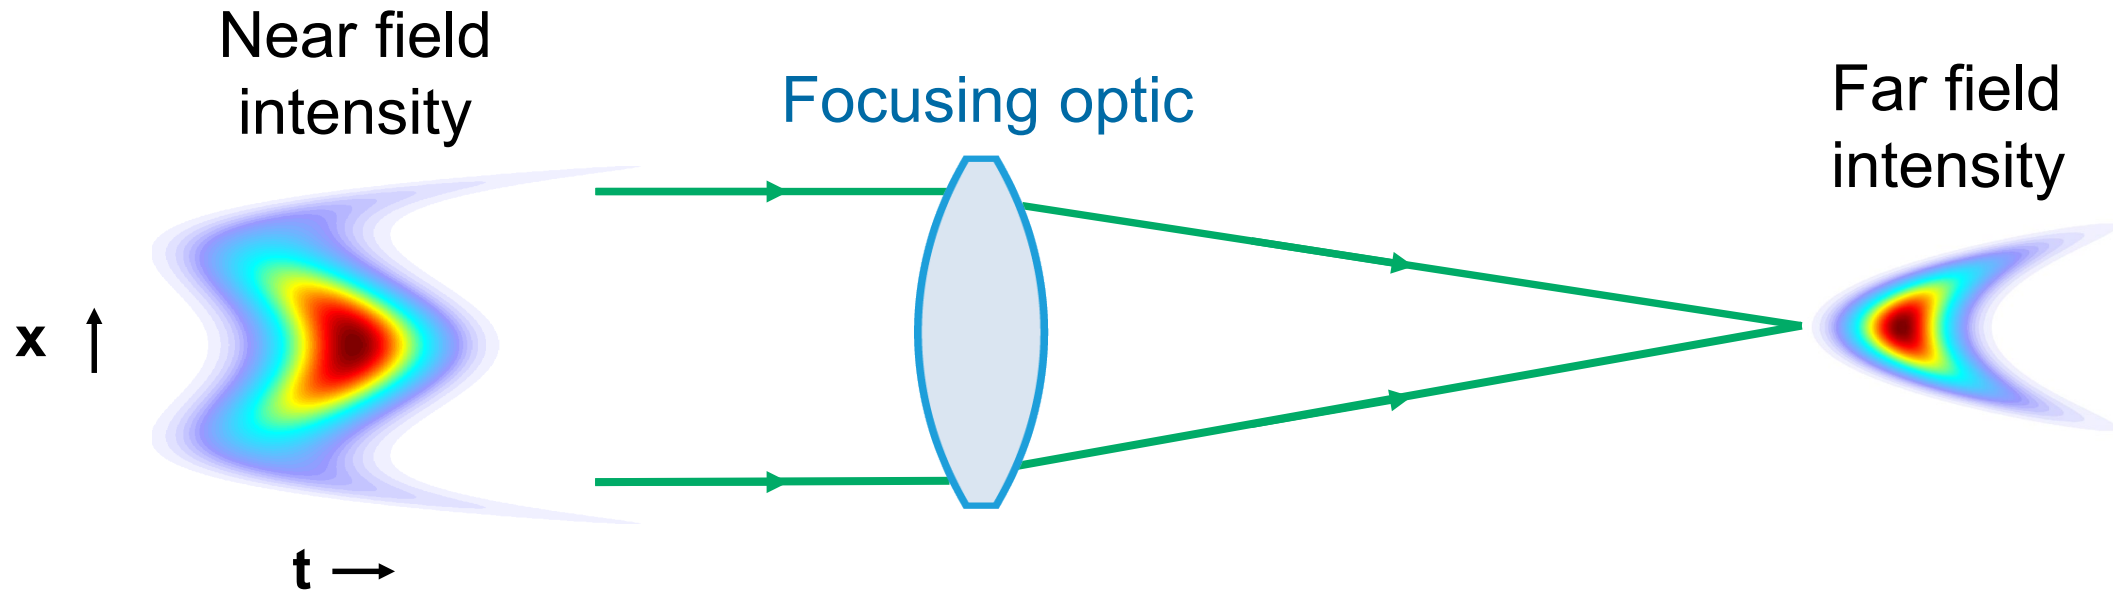 Near field
intensity
Focusing optic
Far field
intensity
x
t